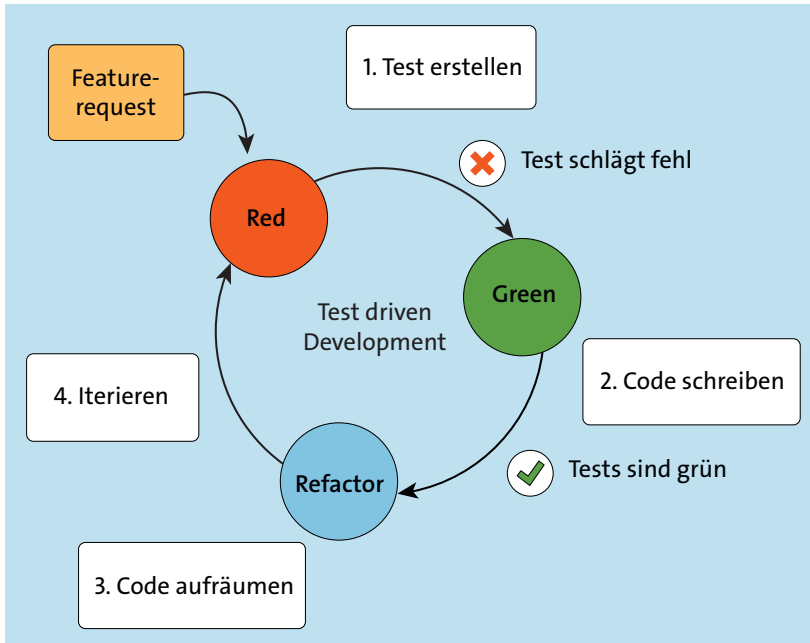 1. Test erstellen
Feature-
request
Test schlägt fehl
Red
Green
Test driven
Development
2. Code schreiben
4. Iterieren
Tests sind grün
Refactor
3. Code aufräumen